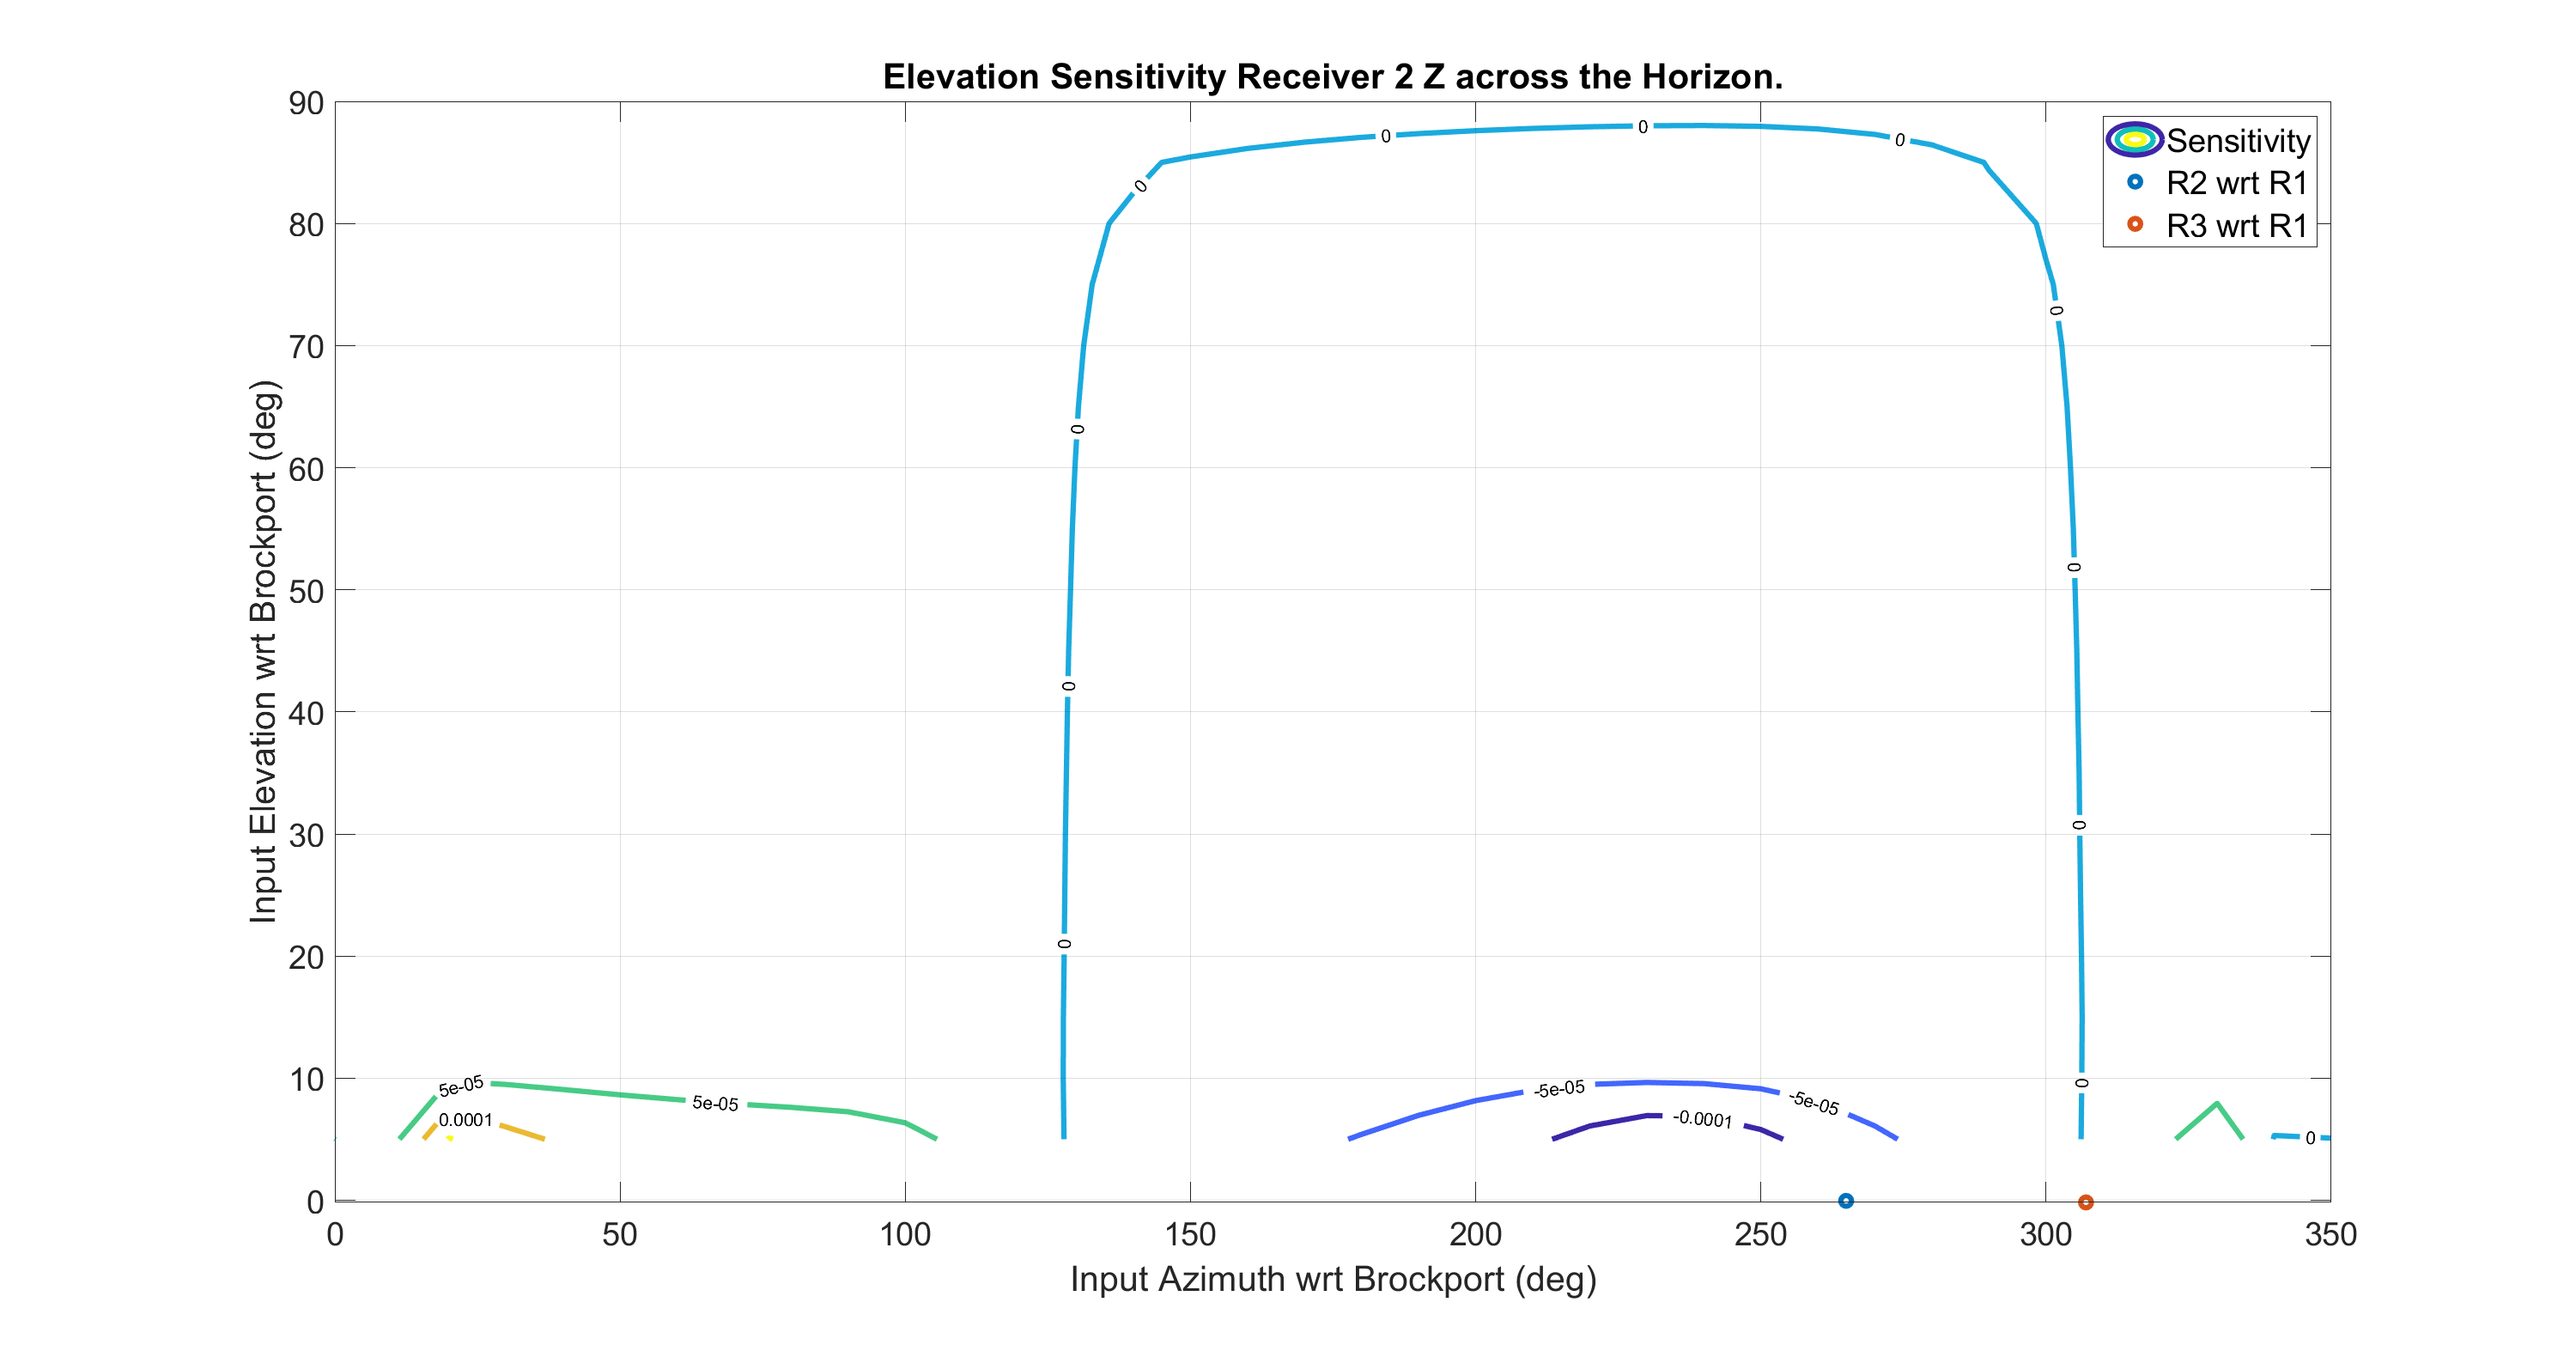 Elevation Sensitivity Receiver 2 Z across the Horizon.
Sensitivity
R2 wrt R1
R3 wrt R1
Input Elevation wrt Brockport (deg)
90
80
70
60
50
40
30
20
10
0
0 0 0
0
0
0
0
0
0
0
0
0
5e-05 5e-05
0.0001
-5e-05 -5e-05
-0.0001
0
0 50 100 150 200 250 300 350
Input Azimuth wrt Brockport (deg)